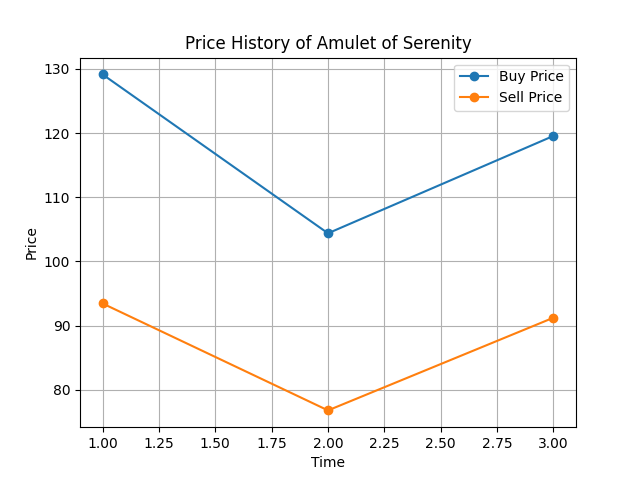 Price History of Amulet of Serenity
Buy Price
Sell Price
130
120
110
100
90
80
Price
1.00 1.25 1.50 1.75 2.00 2.25 2.50 2.75 3.00
Time